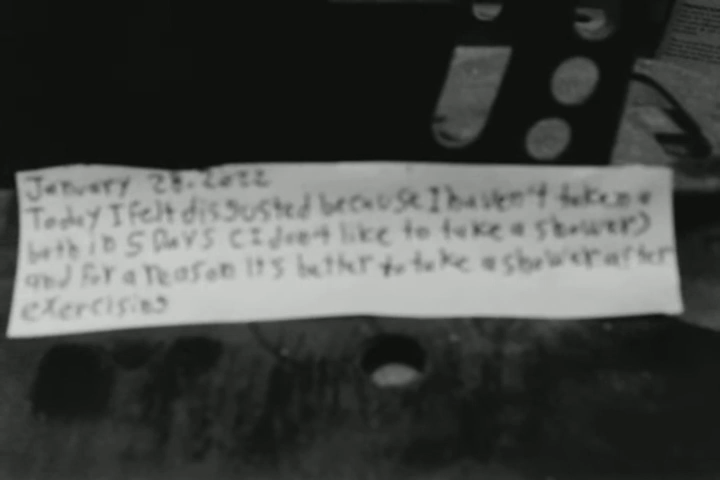 January 28.2022
Today I felt disgusted because I haven't taken a
bath in 5 DaYS (I don't like to take a shower)
and for a reason it's better to take a shower after
exercising